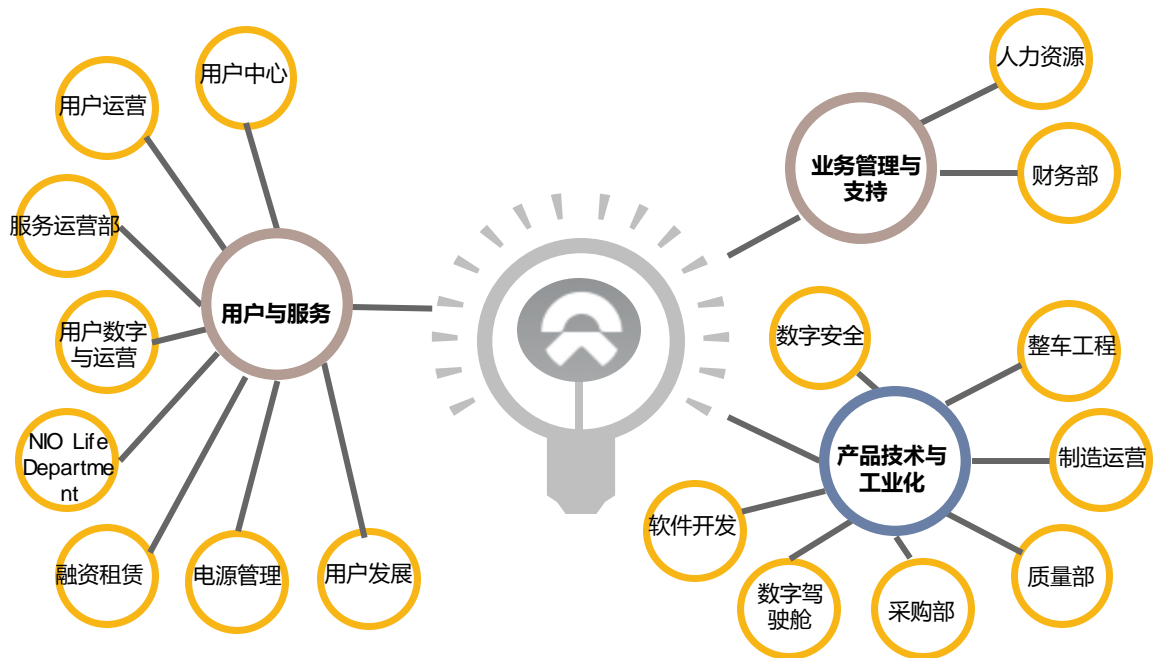 用户中心
用户运营
服务运营部
用户数字
与运营
NIO Life
Departme
nt
融资租赁
电源管理
用户发展
用户与服务
业务管理与
支持
人力资源
财务部
产品技术与
工业化
数字安全
整车工程
制造运营
质量部
采购部
数字驾
驶舱
软件开发